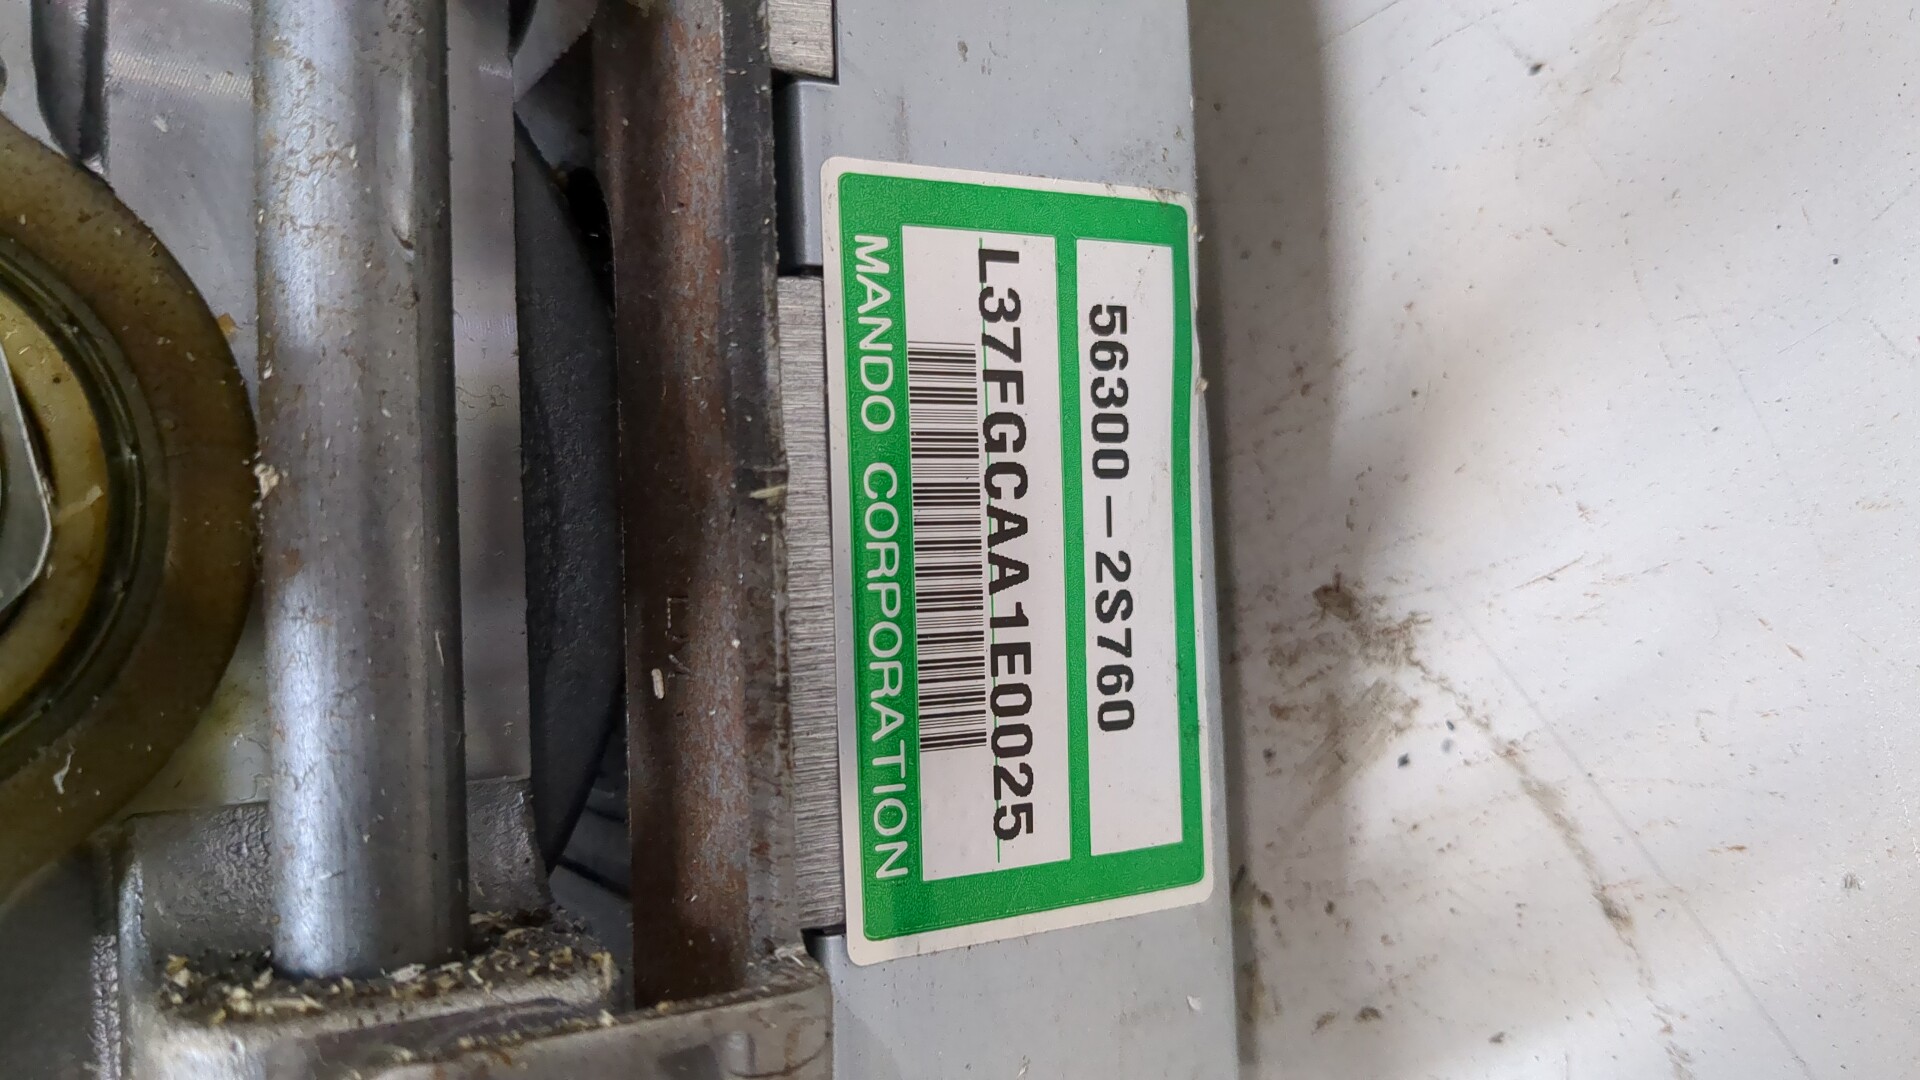 56300-2S760
L37FGCAA1E0025
MANDO CORPORATION